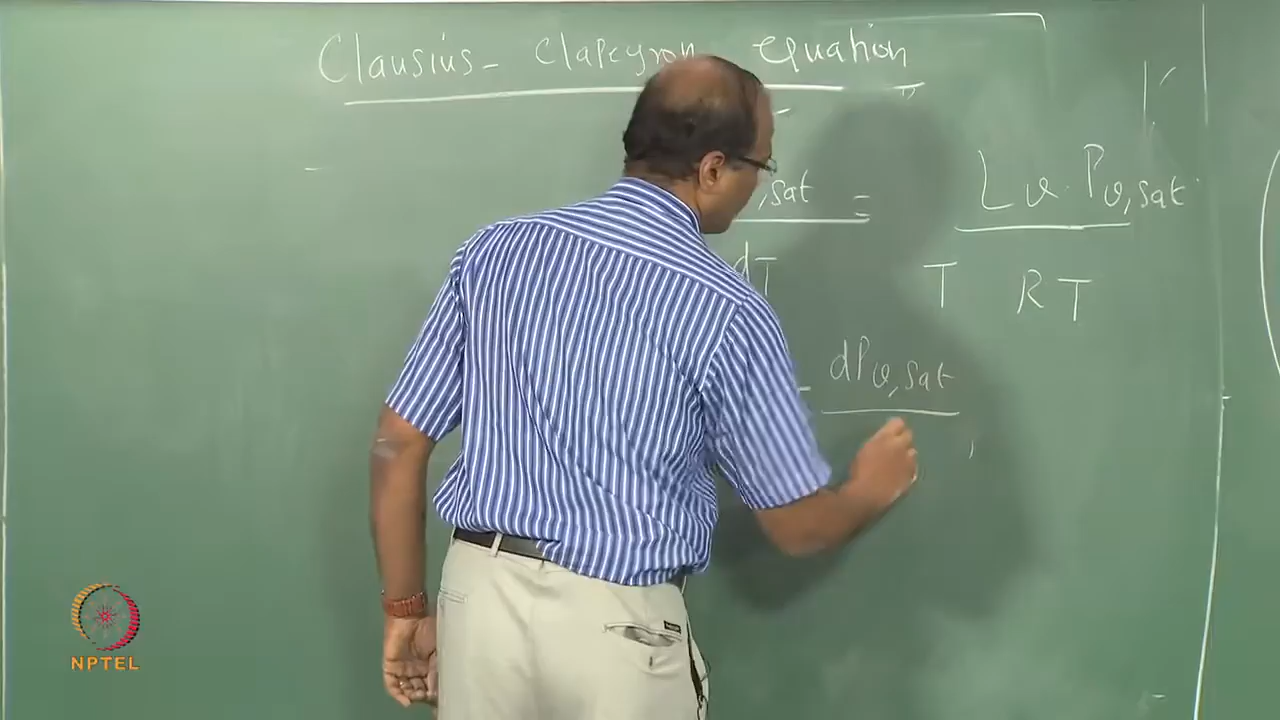 Clausius- Clapeyron equation
,sat = Lv. Pv,sat
dT T RT
dPv,sat
NPTEL